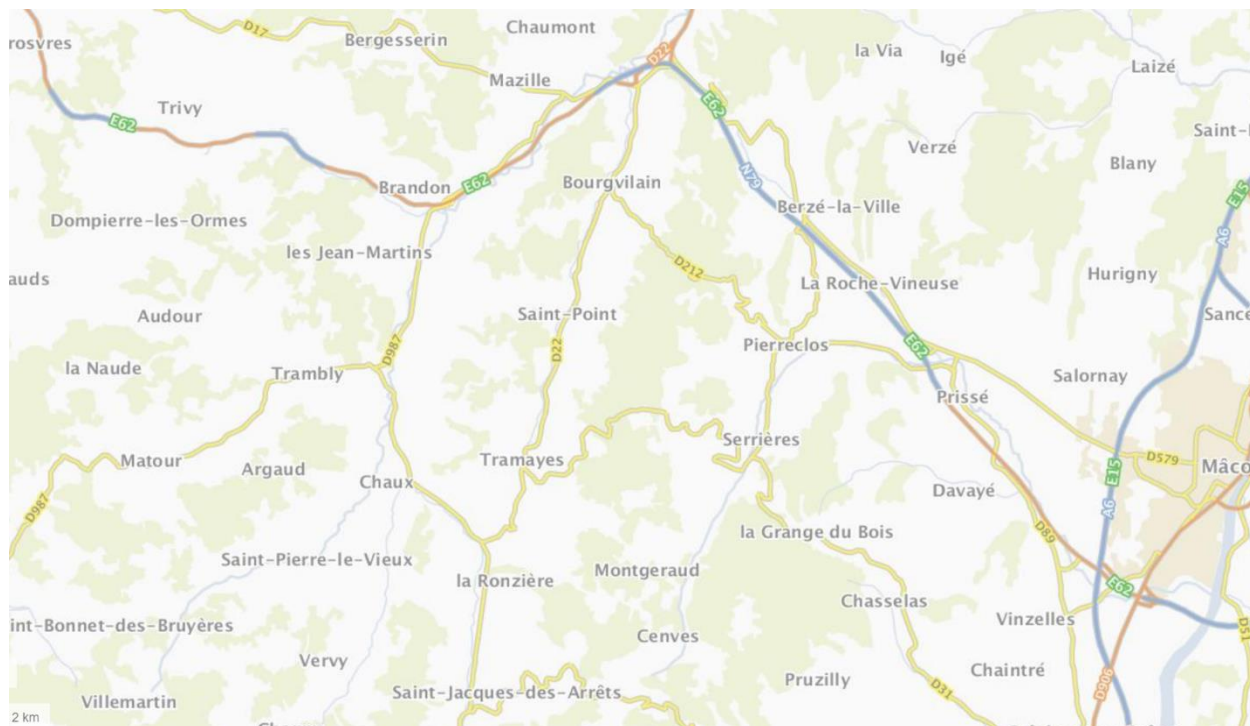 Chaumont
D17
rosvres
Bergesserin
D22
la Via
Igé
Laizé
Mazille
Trivy
E62
E62
Verzé
Saint-
Blany
E62
Brandon
Bourgvilain
N79
E15
Berzé-la-Ville
Dompierre-les-Ormes
A6
les Jean-Martins
D212
Hurigny
auds
La Roche-Vineuse
Audour
Saint-Point
Sance
D987
D22
Pierreclos
E62
la Naude
Trambly
Salornay
Prissé
Serrières
Matour
Argaud
Tramayes
D579
Mâco
E15
Chaux
Davayé
D987
A6
la Grange du Bois
D89
Saint-Pierre-le-Vieux
la Ronzière
Montgeraud
E62
Chasselas
int-Bonnet-des-Bruyères
Cenves
Vinzelles
D51
Vervy
Chaintré
Pruzilly
Saint-Jacques-des-Arrêts
D31
D906
Villemartin
2 km